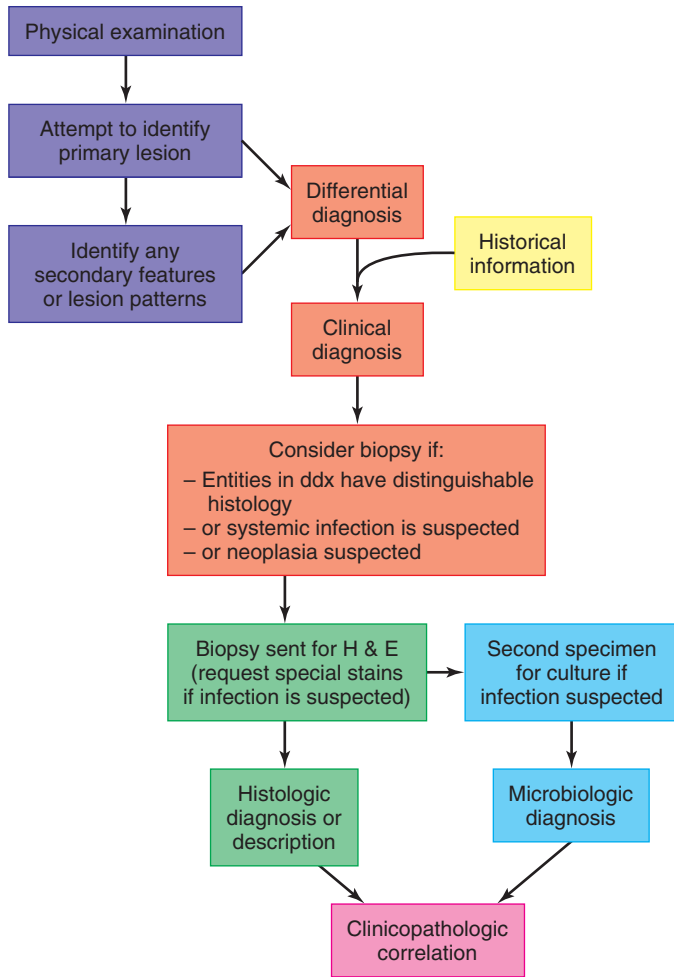 Physical examination
Attempt to identify
primary lesion
Identify any
secondary features
or lesion patterns
Differential
diagnosis
Historical
information
Clinical
diagnosis
Consider biopsy if:
– Entities in ddx have distinguishable
histology
– or systemic infection is suspected
– or neoplasia suspected
Biopsy sent for H & E
(request special stains
if infection is suspected)
Second specimen
for culture if
infection suspected
Histologic
diagnosis or
description
Microbiologic
diagnosis
Clinicopathologic
correlation